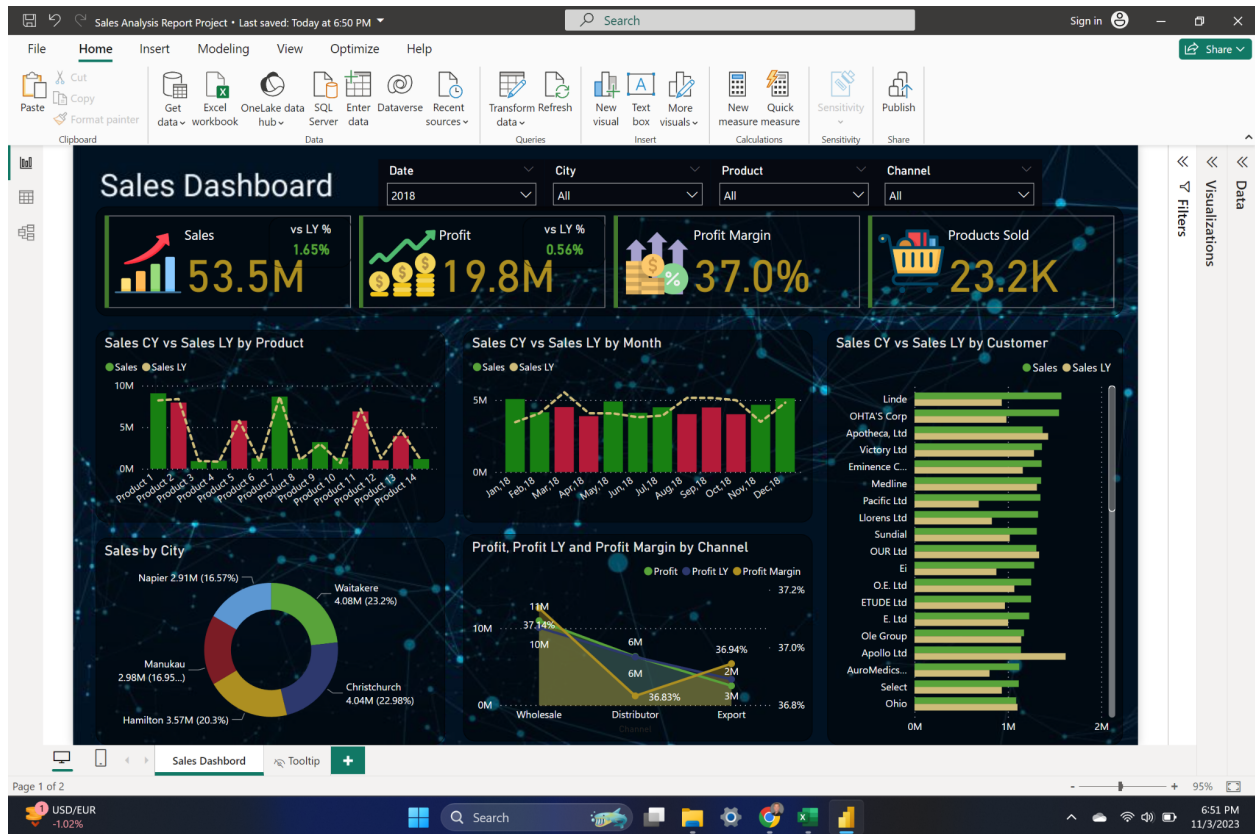 Sales Analysis Report Project • Last saved: Today at 6:50 PM
Search
Sign in
File Home Insert Modeling View Optimize Help
Share
Paste
Cut
Copy
Format painter
Clipboard
Get data
Excel workbook
OneLake data hub
SQL Server
Enter data
Dataverse
Recent sources
Data
Transform data
Refresh
Queries
New visual
Text box
More visuals
Insert
New measure
Quick measure
Calculations
Sensitivity
Sensitivity
Publish
Share
Sales Dashboard
Date
2018
City
All
Product
All
Channel
All
Sales
vs LY %
1.65%
53.5M
Profit
vs LY %
0.56%
19.8M
Profit Margin
37.0%
Products Sold
23.2K
Filters
Visualizations
Data
Sales CY vs Sales LY by Product
Sales Sales LY
10M
5M
0M
Product 1
Product 2
Product 3
Product 4
Product 5
Product 6
Product 7
Product 8
Product 9
Product 10
Product 11
Product 12
Product 13
Product 14
Sales CY vs Sales LY by Month
Sales Sales LY
5M
0M
Jan,18
Feb,18
Mar,18
Apr,18
May,18
Jun,18
Jul,18
Aug,18
Sep,18
Oct,18
Nov,18
Dec,18
Sales CY vs Sales LY by Customer
Sales Sales LY
Linde
OHTA'S Corp
Apotheca, Ltd
Victory Ltd
Eminence C...
Medline
Pacific Ltd
Llorens Ltd
Sundial
OUR Ltd
Ei
O.E. Ltd
ETUDE Ltd
E. Ltd
Ole Group
Apollo Ltd
AuroMedics...
Select
Ohio
0M 1M 2M
Sales by City
Napier 2.91M (16.57%)
Waitakere
4.08M (23.2%)
Manukau
2.98M (16.95...)
Christchurch
4.04M (22.98%)
Hamilton 3.57M (20.3%)
Profit, Profit LY and Profit Margin by Channel
Profit Profit LY Profit Margin
37.2%
11M
10M
37.14%
10M
6M
37.0%
36.94%
6M
2M
36.83%
3M
0M
36.8%
Wholesale Distributor Export
Channel
Sales Dashbord
Tooltip
+
Page 1 of 2
- + 95%
1
USD/EUR
-1.02%
Search
6:51 PM
11/3/2023